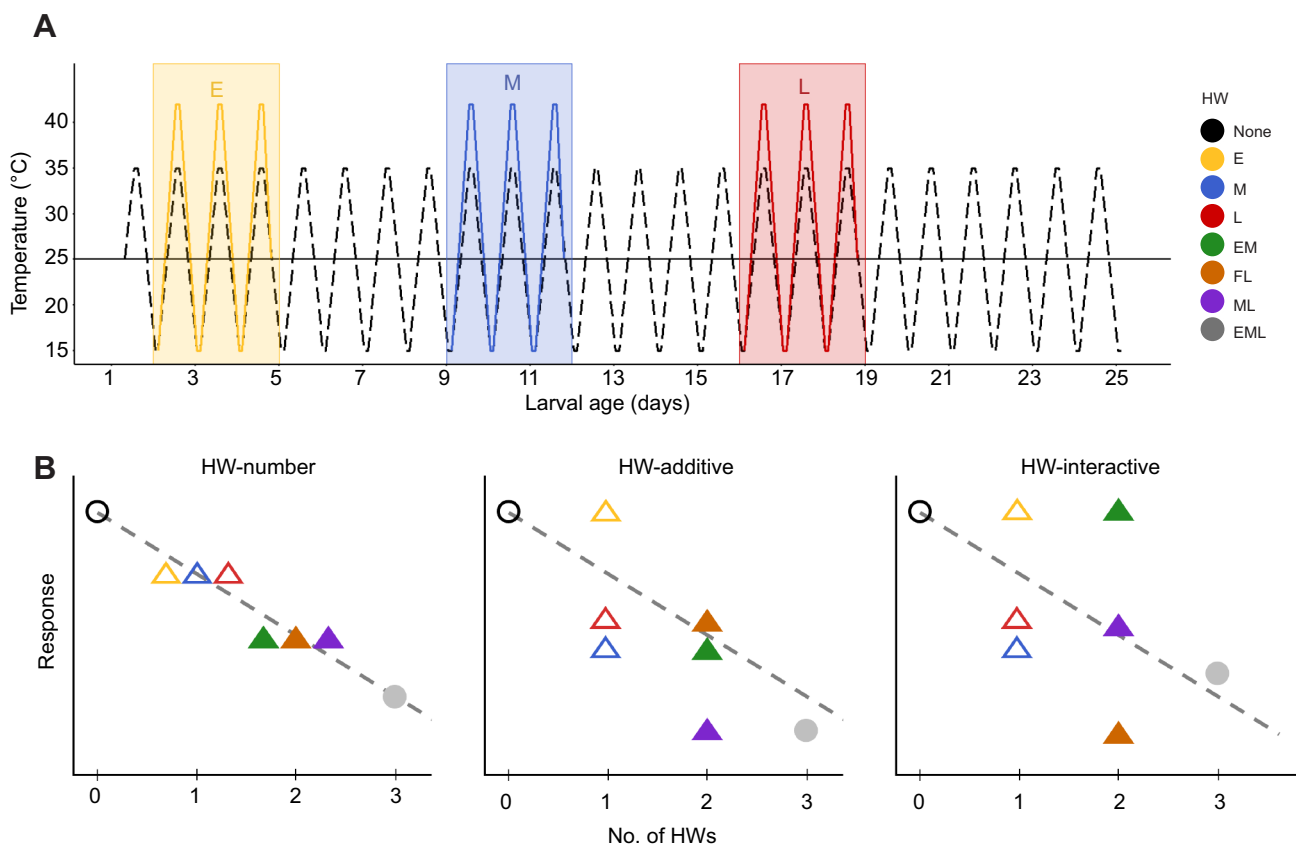 A
E
M
L
Temperature (°C)
40
35
30
25
20
15
1 3 5 7 9 11 13 15 17 19 21 23 25
Larval age (days)
HW
None
E
M
L
EM
FL
ML
EML
B
HW-number
HW-additive
HW-interactive
Response
0 1 2 3
0 1 2 3
0 1 2 3
No. of HWs